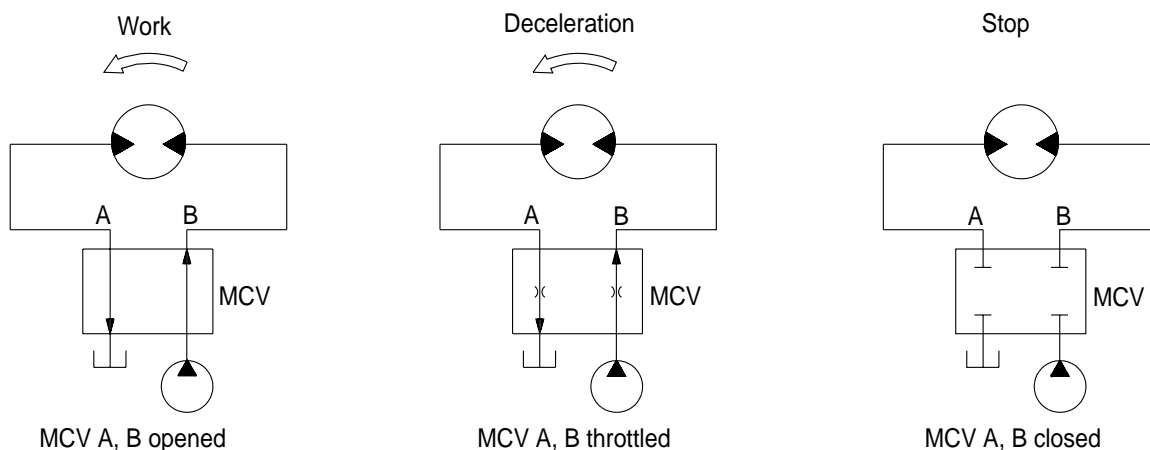 Work
Deceleration
Stop
A
B
MCV
A
B
MCV
A
B
MCV
MCV A, B opened
MCV A, B throttled
MCV A, B closed